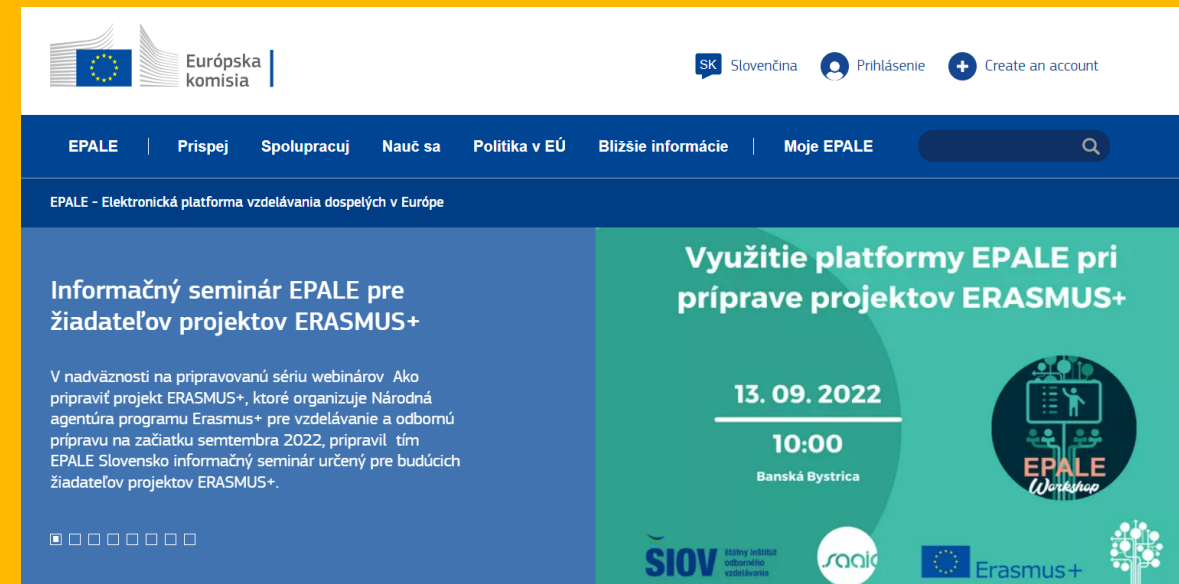 Európska
komisia
SK Slovenčina Prihlásenie Create an account
EPALE Prispej Spolupracuj Nauč sa Politika v EÚ Bližšie informácie Moje EPALE
EPALE - Elektronická platforma vzdelávania dospelých v Európe
Informačný seminár EPALE pre
žiadateľov projektov ERASMUS+
V nadväznosti na pripravovanú sériu webinárov Ako
pripraviť projekt ERASMUS+, ktoré organizuje Národná
agentúra programu Erasmus+ pre vzdelávanie a odbornú
prípravu na začiatku semtembra 2022, pripravil tím
EPALE Slovensko informačný seminár určený pre budúcich
žiadateľov projektov ERASMUS+.
Využitie platformy EPALE pri
príprave projektov ERASMUS+
13. 09. 2022
10:00
Banská Bystrica
EPALE
Workshop
ŠIOV
štátny inštitút
odborného
vzdelávania
saaic
Erasmus+